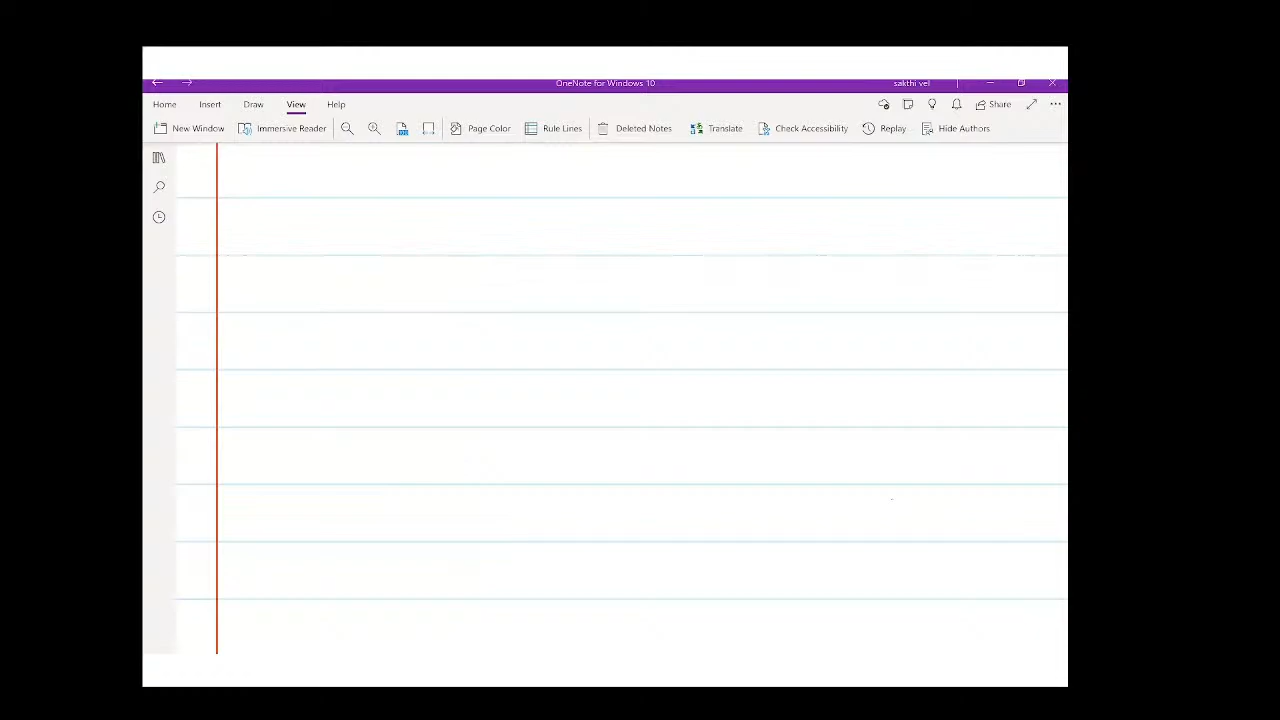 OneNote for Windows 10 sakthi vel
Home Insert Draw View Help Share
New Window Immersive Reader Page Color Rule Lines Deleted Notes Translate Check Accessibility Replay Hide Authors